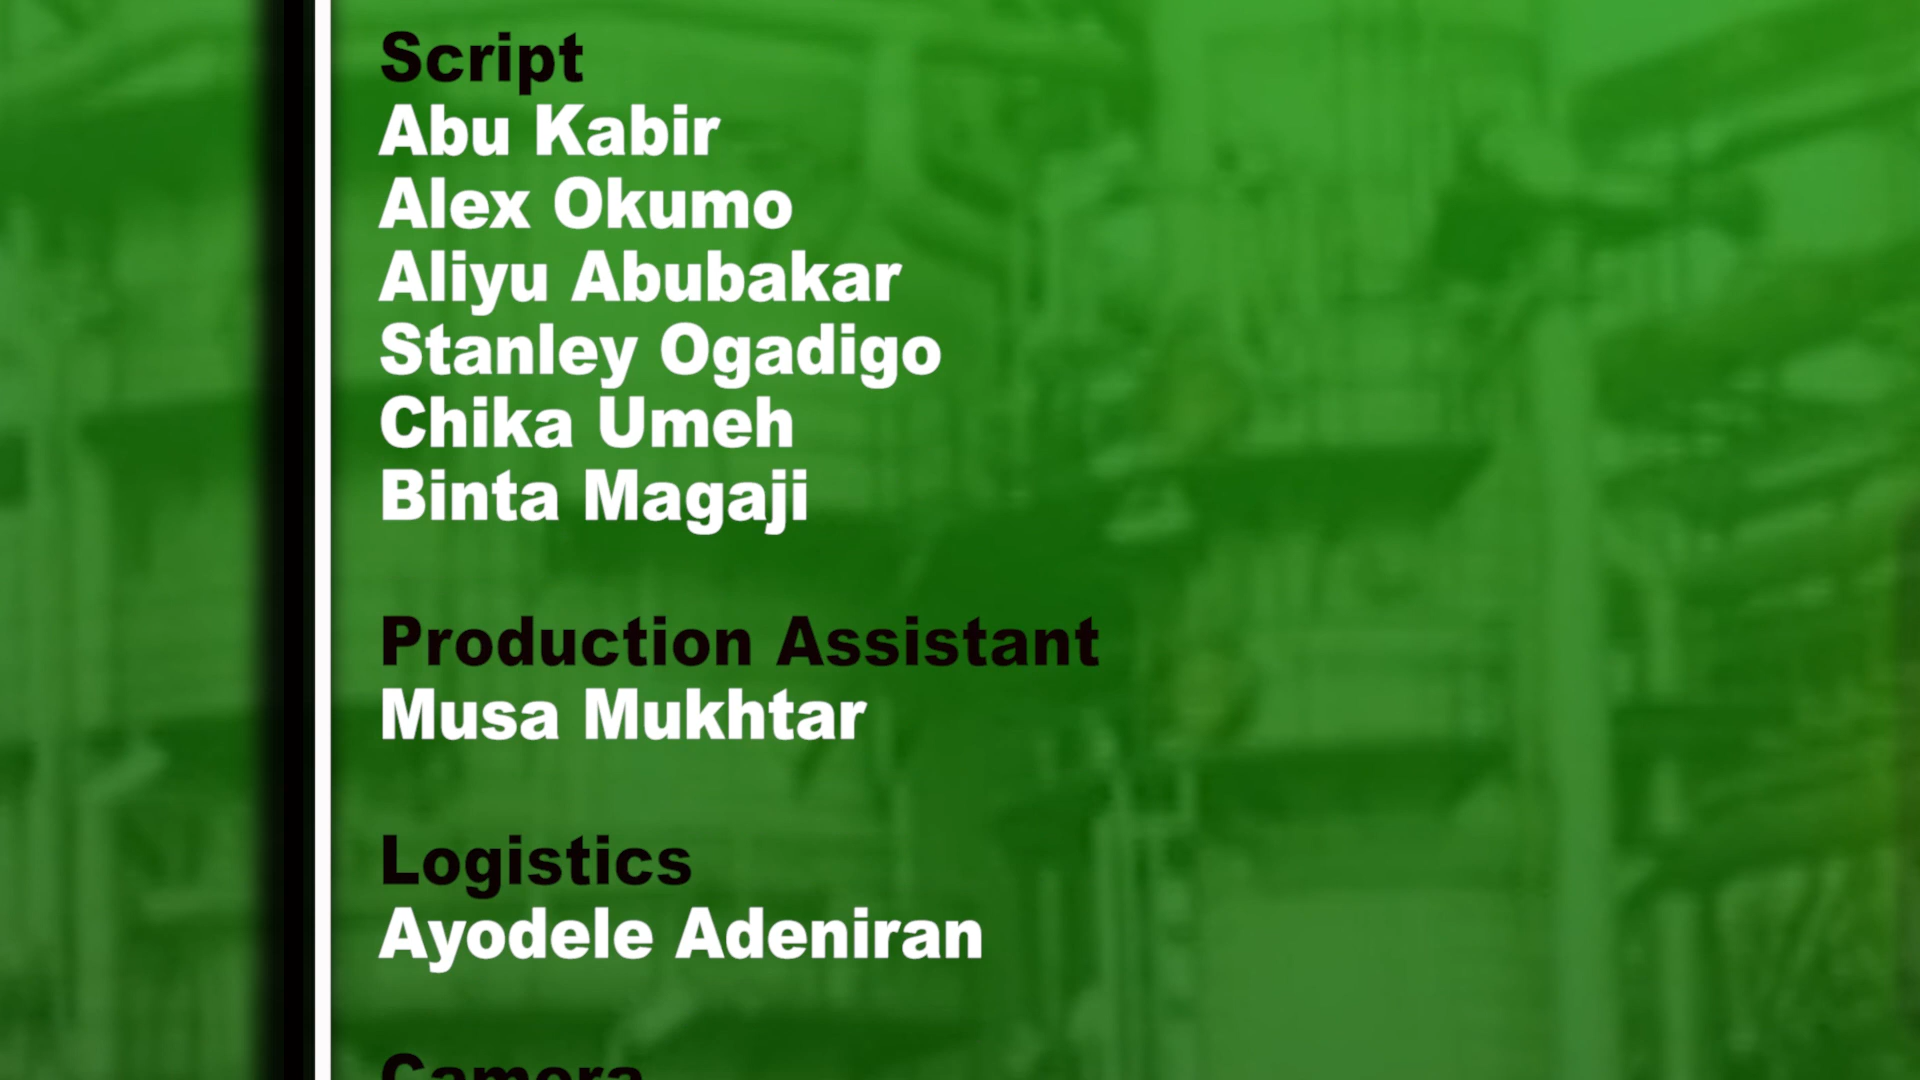 Script
Abu Kabir
Alex Okumo
Aliyu Abubakar
Stanley Ogadigo
Chika Umeh
Binta Magaji
Production Assistant
Musa Mukhtar
Logistics
Ayodele Adeniran
Camera